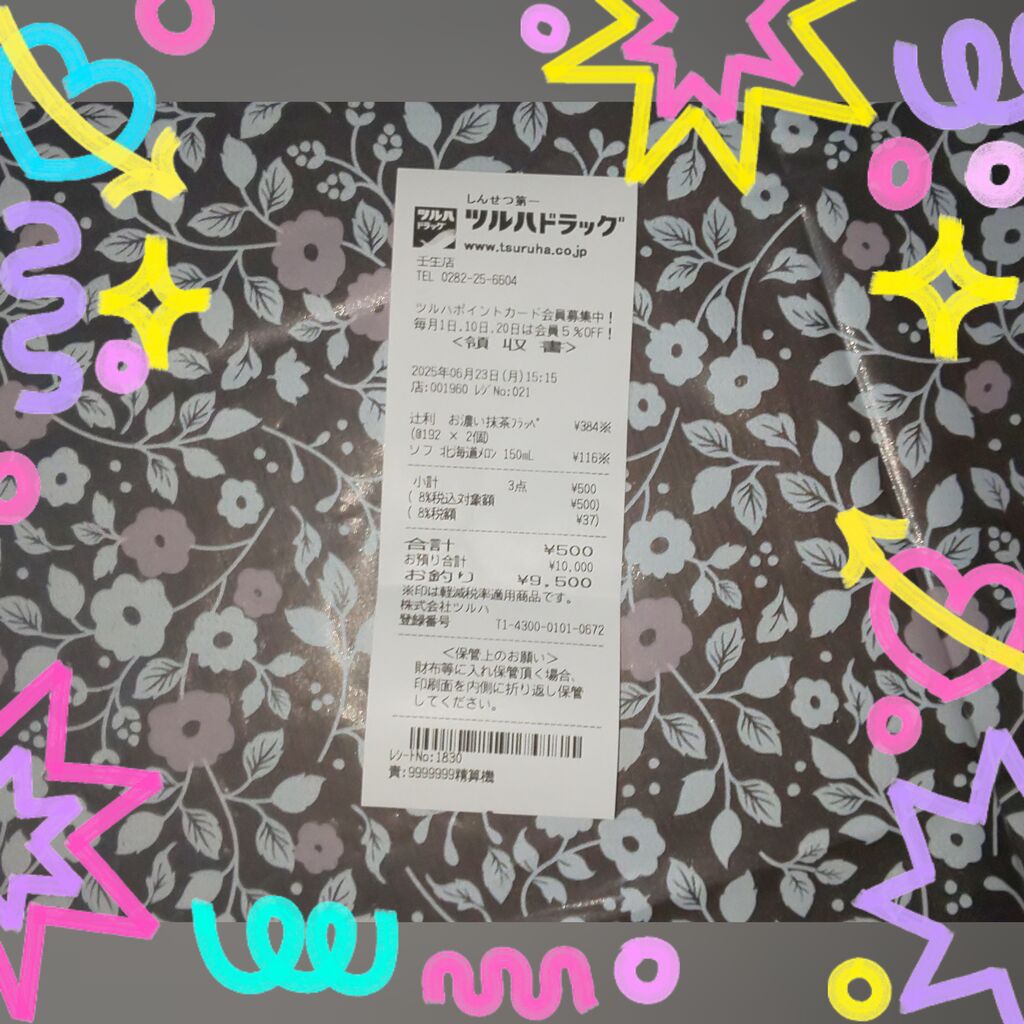 しんせつ第一
ツルハドラッグ
ツルハドラッグ
www.tsuruha.co.jp
壬生店
TEL 0282-25-6604
ツルハポイントカード会員募集中!
毎月1日,10日,20日は会員5%OFF!
<領 収 書>
2025年06月23日(月)15:15
店:001960 レジNo:021
辻利 お濃い抹茶フラッペ ¥384※
(@192 × 2個)
ソフ 北海道メロン 150mL ¥116※
小計 3点 ¥500
( 8%税込対象額 ¥500)
( 8%税額 ¥37)
合計 ¥500
お預り合計 ¥10,000
お釣り ¥9,500
※印は軽減税率適用商品です。
株式会社ツルハ
登録番号 T1-4300-0101-0672
<保管上のお願い>
財布等に入れ保管頂く場合、
印刷面を内側に折り返し保管
してください。
レシートNo:1830
責:9999999精算機